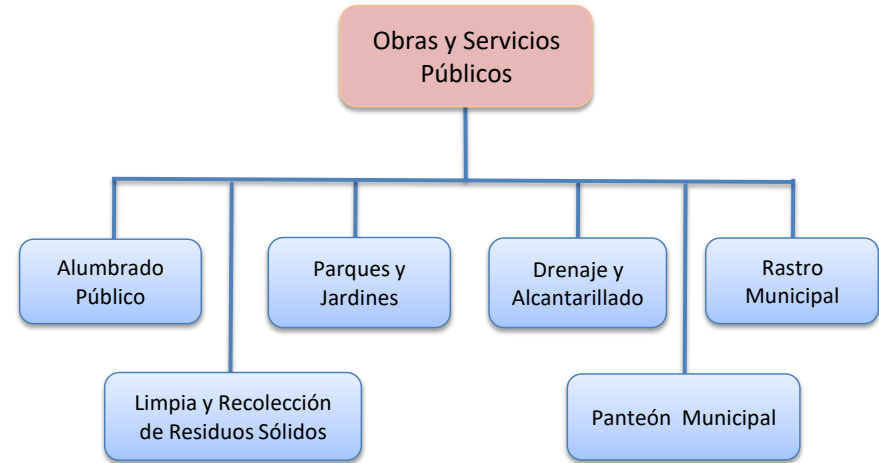 Obras y Servicios
Públicos
Alumbrado
Público
Parques y
Jardines
Drenaje y
Alcantarillado
Rastro
Municipal
Limpia y Recolección
de Residuos Sólidos
Panteón  Municipal